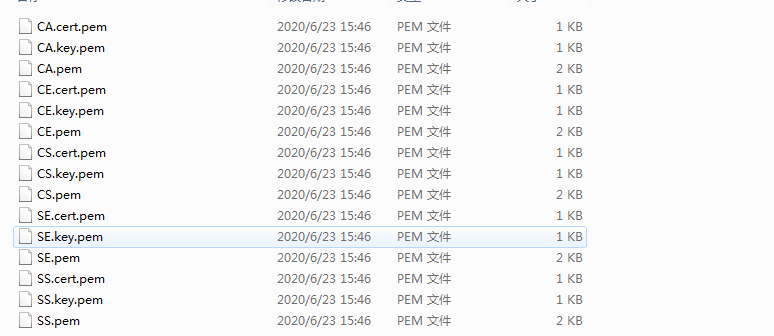 CA.cert.pem 2020/6/23 15:46 PEM 文件 1 KB
CA.key.pem 2020/6/23 15:46 PEM 文件 1 KB
CA.pem 2020/6/23 15:46 PEM 文件 2 KB
CE.cert.pem 2020/6/23 15:46 PEM 文件 1 KB
CE.key.pem 2020/6/23 15:46 PEM 文件 1 KB
CE.pem 2020/6/23 15:46 PEM 文件 2 KB
CS.cert.pem 2020/6/23 15:46 PEM 文件 1 KB
CS.key.pem 2020/6/23 15:46 PEM 文件 1 KB
CS.pem 2020/6/23 15:46 PEM 文件 2 KB
SE.cert.pem 2020/6/23 15:46 PEM 文件 1 KB
SE.key.pem 2020/6/23 15:46 PEM 文件 1 KB
SE.pem 2020/6/23 15:46 PEM 文件 2 KB
SS.cert.pem 2020/6/23 15:46 PEM 文件 1 KB
SS.key.pem 2020/6/23 15:46 PEM 文件 1 KB
SS.pem 2020/6/23 15:46 PEM 文件 2 KB